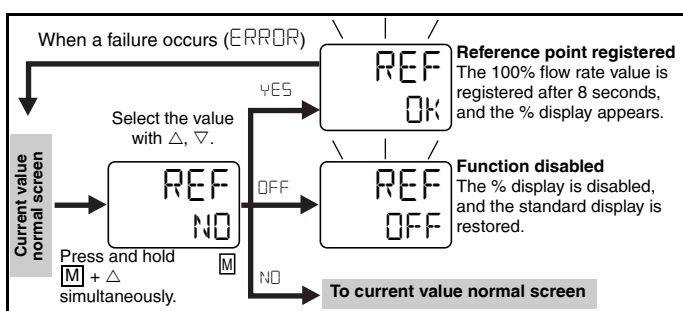 When a failure occurs (ERROR)
REF
OK
Reference point registered
The 100% flow rate value is
registered after 8 seconds,
and the % display appears.
YES
Select the value
with △, ▽.
Current value
normal screen
REF
NO
OFF
REF
OFF
Function disabled
The % display is disabled,
and the standard display is
restored.
Press and hold
M + △
simultaneously.
M
NO
To current value normal screen